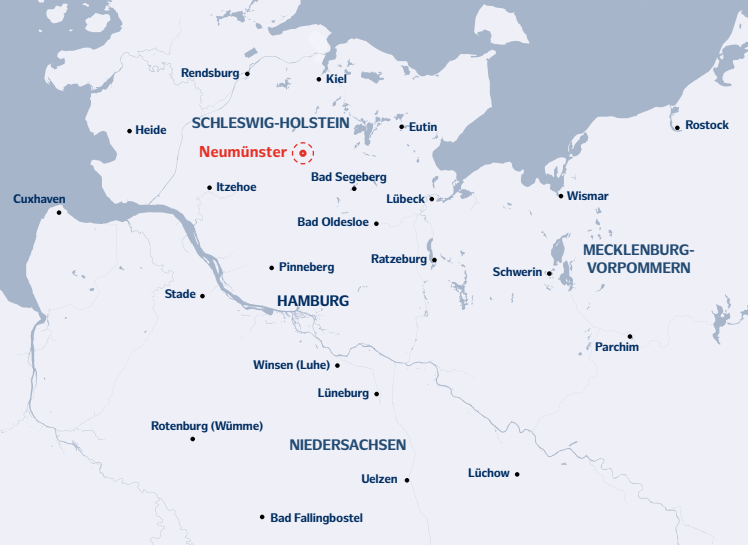 Rendsburg
Kiel
SCHLESWIG-HOLSTEIN
Heide
Eutin
Rostock
Neumünster
Bad Segeberg
Itzehoe
Cuxhaven
Lübeck
Wismar
Bad Oldesloe
MECKLENBURG-
VORPOMMERN
Ratzeburg
Pinneberg
Schwerin
Stade
HAMBURG
Parchim
Winsen (Luhe)
Lüneburg
Rotenburg (Wümme)
NIEDERSACHSEN
Lüchow
Uelzen
Bad Fallingbostel